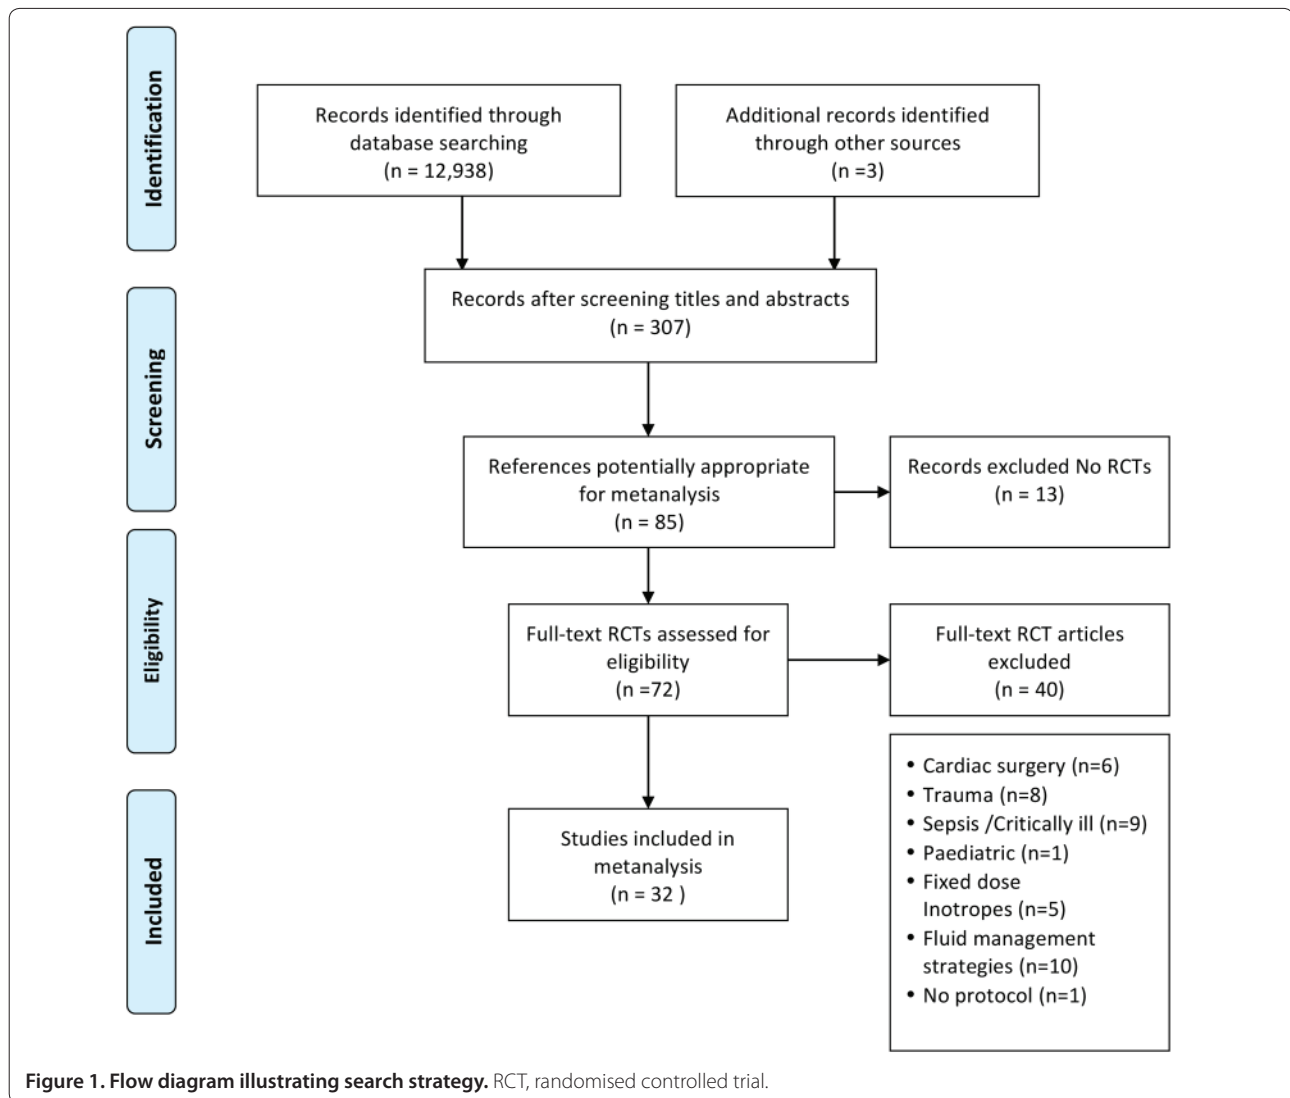 Identification
Records identified through
database searching
(n = 12,938)
Additional records identified
through other sources
(n =3)
Screening
Records after screening titles and abstracts
(n = 307)
References potentially appropriate
for metanalysis
(n = 85)
Records excluded No RCTs
(n = 13)
Eligibility
Full-text RCTs assessed for
eligibility
(n =72)
Full-text RCT articles
excluded
(n = 40)
• Cardiac surgery (n=6)
• Trauma (n=8)
• Sepsis /Critically ill (n=9)
• Paediatric (n=1)
• Fixed dose
Inotropes (n=5)
• Fluid management
strategies (n=10)
• No protocol (n=1)
Included
Studies included in
metanalysis
(n = 32 )
Figure 1. Flow diagram illustrating search strategy. RCT, randomised controlled trial.